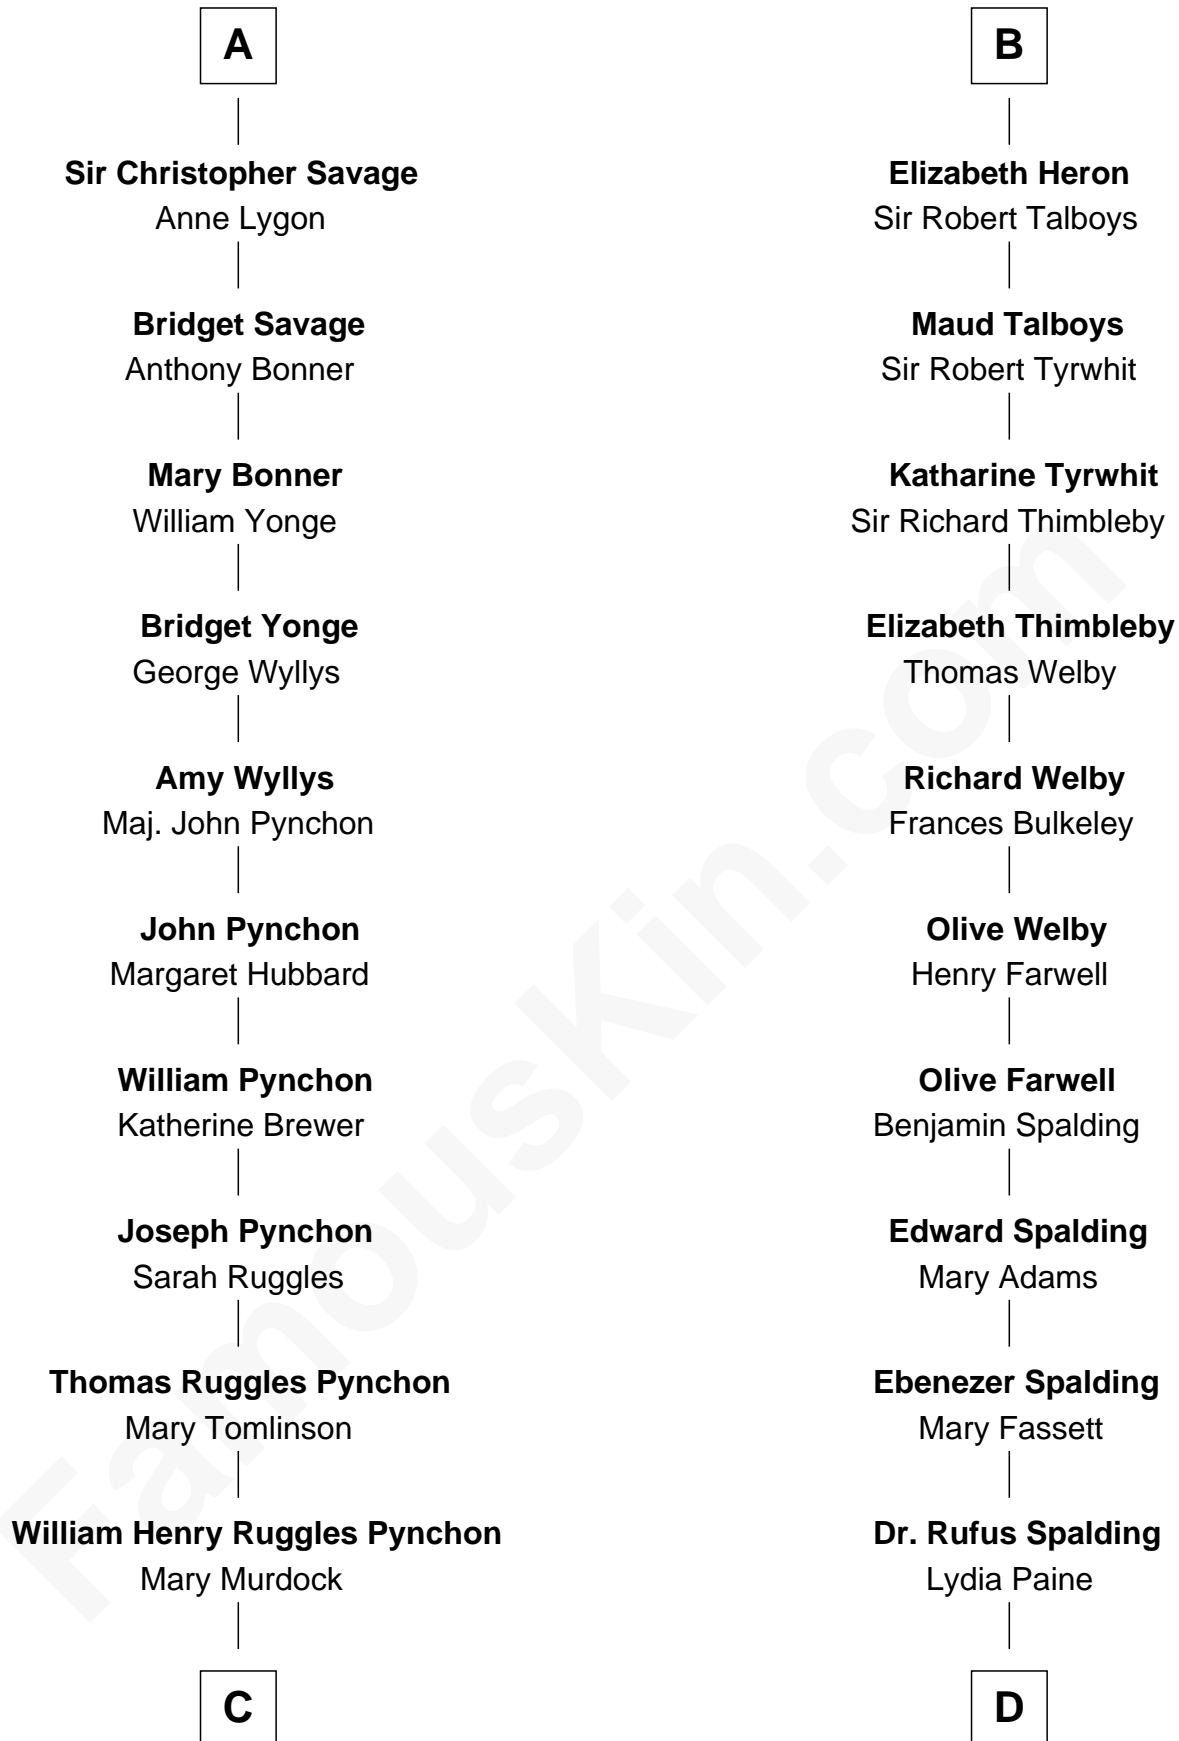 A
Sir Christopher Savage
Anne Lygon
Bridget Savage
Anthony Bonner
Mary Bonner
William Yonge
Bridget Yonge
George Wyllys
Amy Wyllys
Maj. John Pynchon
John Pynchon
Margaret Hubbard
William Pynchon
Katherine Brewer
Joseph Pynchon
Sarah Ruggles
Thomas Ruggles Pynchon
Mary Tomlinson
William Henry Ruggles Pynchon
Mary Murdock
C
B
Elizabeth Heron
Sir Robert Talboys
Maud Talboys
Sir Robert Tyrwhit
Katharine Tyrwhit
Sir Richard Thimbleby
Elizabeth Thimbleby
Thomas Welby
Richard Welby
Frances Bulkeley
Olive Welby
Henry Farwell
Olive Farwell
Benjamin Spalding
Edward Spalding
Mary Adams
Ebenezer Spalding
Mary Fassett
Dr. Rufus Spalding
Lydia Paine
D
FamousKin.com